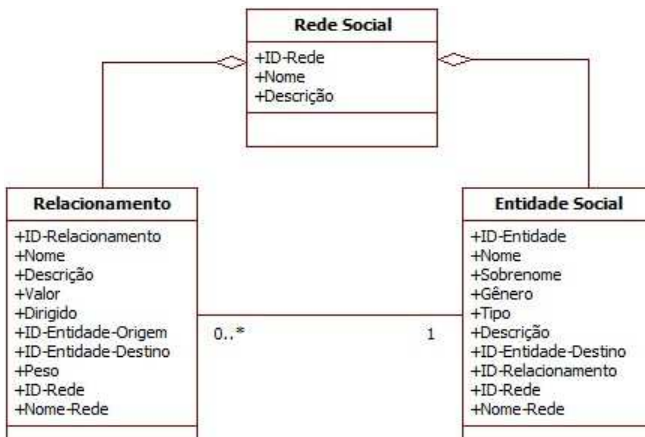 Rede Social
+ID-Rede
+Nome
+Descrição
Relacionamento
+ID-Relacionamento
+Nome
+Descrição
+Valor
+Dirigido
+ID-Entidade-Origem
+ID-Entidade-Destino
+Peso
+ID-Rede
+Nome-Rede
0..*
1
Entidade Social
+ID-Entidade
+Nome
+Sobrenome
+Gênero
+Tipo
+Descrição
+ID-Entidade-Destino
+ID-Relacionamento
+ID-Rede
+Nome-Rede